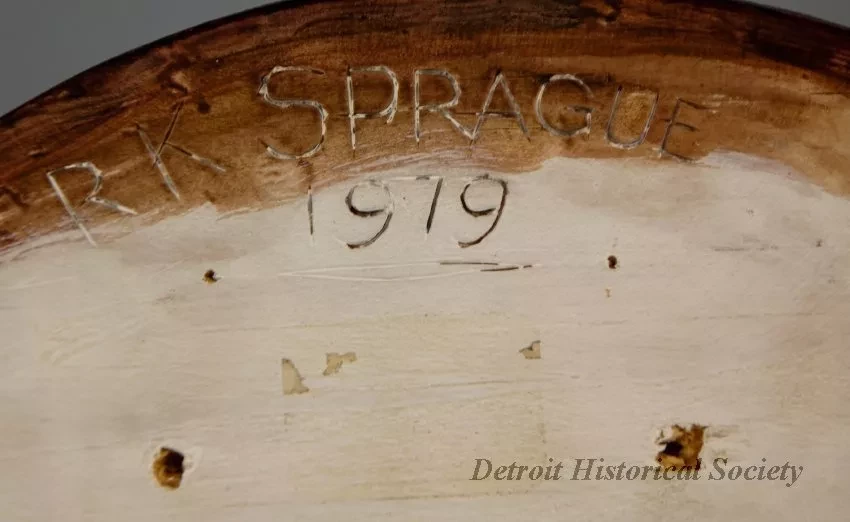 RK SPRAGUE
1979
Detroit Historical Society